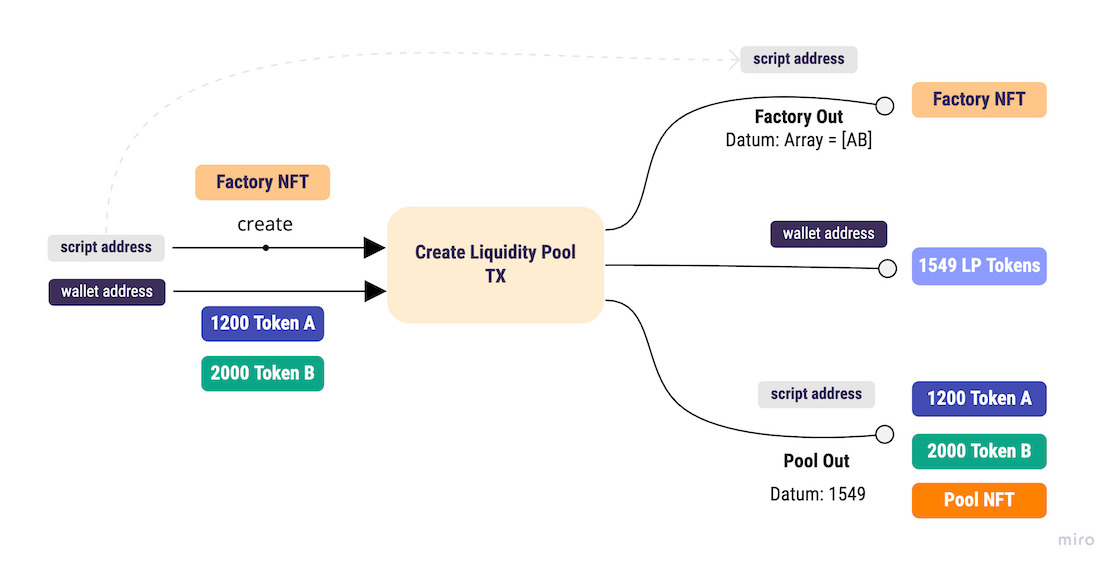 script address
Factory NFT
Factory Out
Datum: Array = [AB]
Factory NFT
create
script address
wallet address
1200 Token A
2000 Token B
Create Liquidity Pool
TX
wallet address
1549 LP Tokens
script address
1200 Token A
2000 Token B
Pool NFT
Pool Out
Datum: 1549
miro